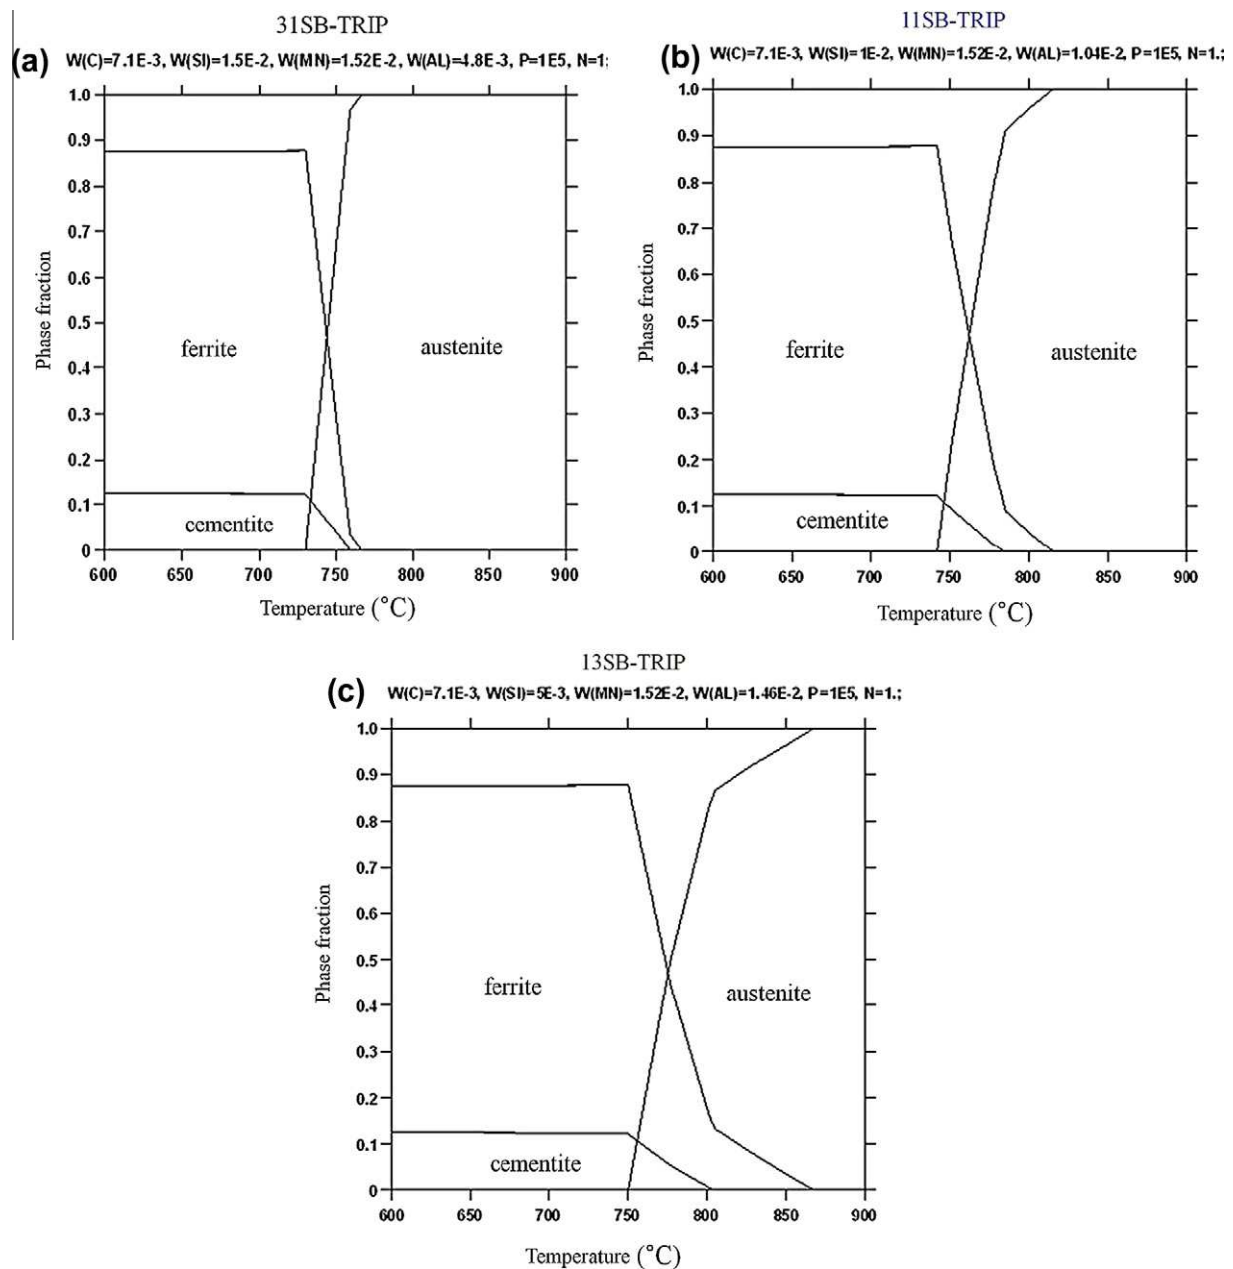 31SB-TRIP
(a) W(C)=7.1E-3, W(SI)=1.5E-2, W(MN)=1.52E-2, W(AL)=4.8E-3, P=1E5, N=1;
1.0
0.9
0.8
0.7
0.6
0.5
0.4
0.3
0.2
0.1
0
Phase fraction
ferrite
austenite
cementite
600 650 700 750 800 850 900
Temperature (°C)
11SB-TRIP
(b) W(C)=7.1E-3, W(SI)=1E-2, W(MN)=1.52E-2, W(AL)=1.04E-2, P=1E5, N=1.;
1.0
0.9
0.8
0.7
0.6
0.5
0.4
0.3
0.2
0.1
0
Phase fraction
ferrite
austenite
cementite
600 650 700 750 800 850 900
Temperature (°C)
13SB-TRIP
(c) W(C)=7.1E-3, W(SI)=5E-3, W(MN)=1.52E-2, W(AL)=1.46E-2, P=1E5, N=1.;
1.0
0.9
0.8
0.7
0.6
0.5
0.4
0.3
0.2
0.1
0
Phase fraction
ferrite
austenite
cementite
600 650 700 750 800 850 900
Temperature (°C)